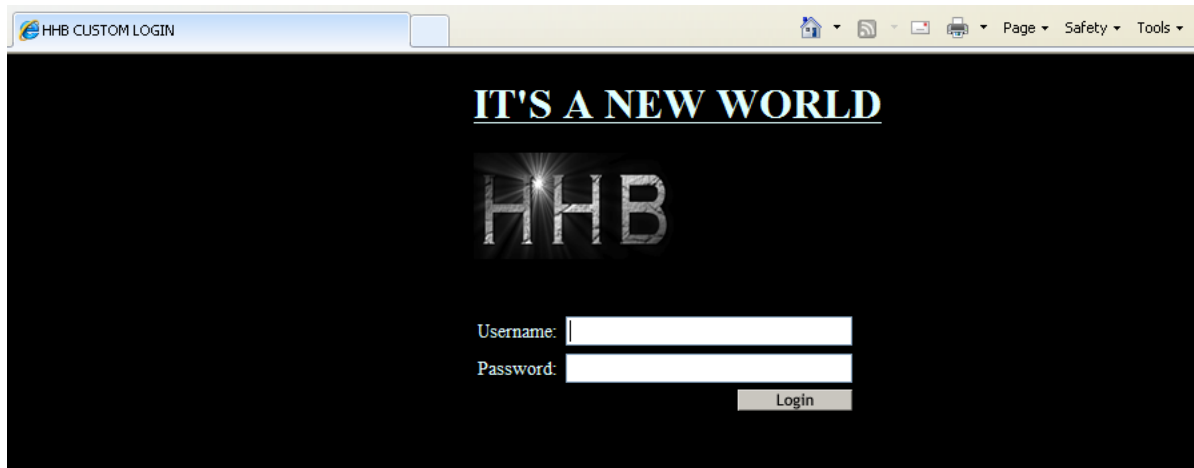 HHB CUSTOM LOGIN
Page Safety Tools
IT'S A NEW WORLD
HHB
Username:
Password:
Login